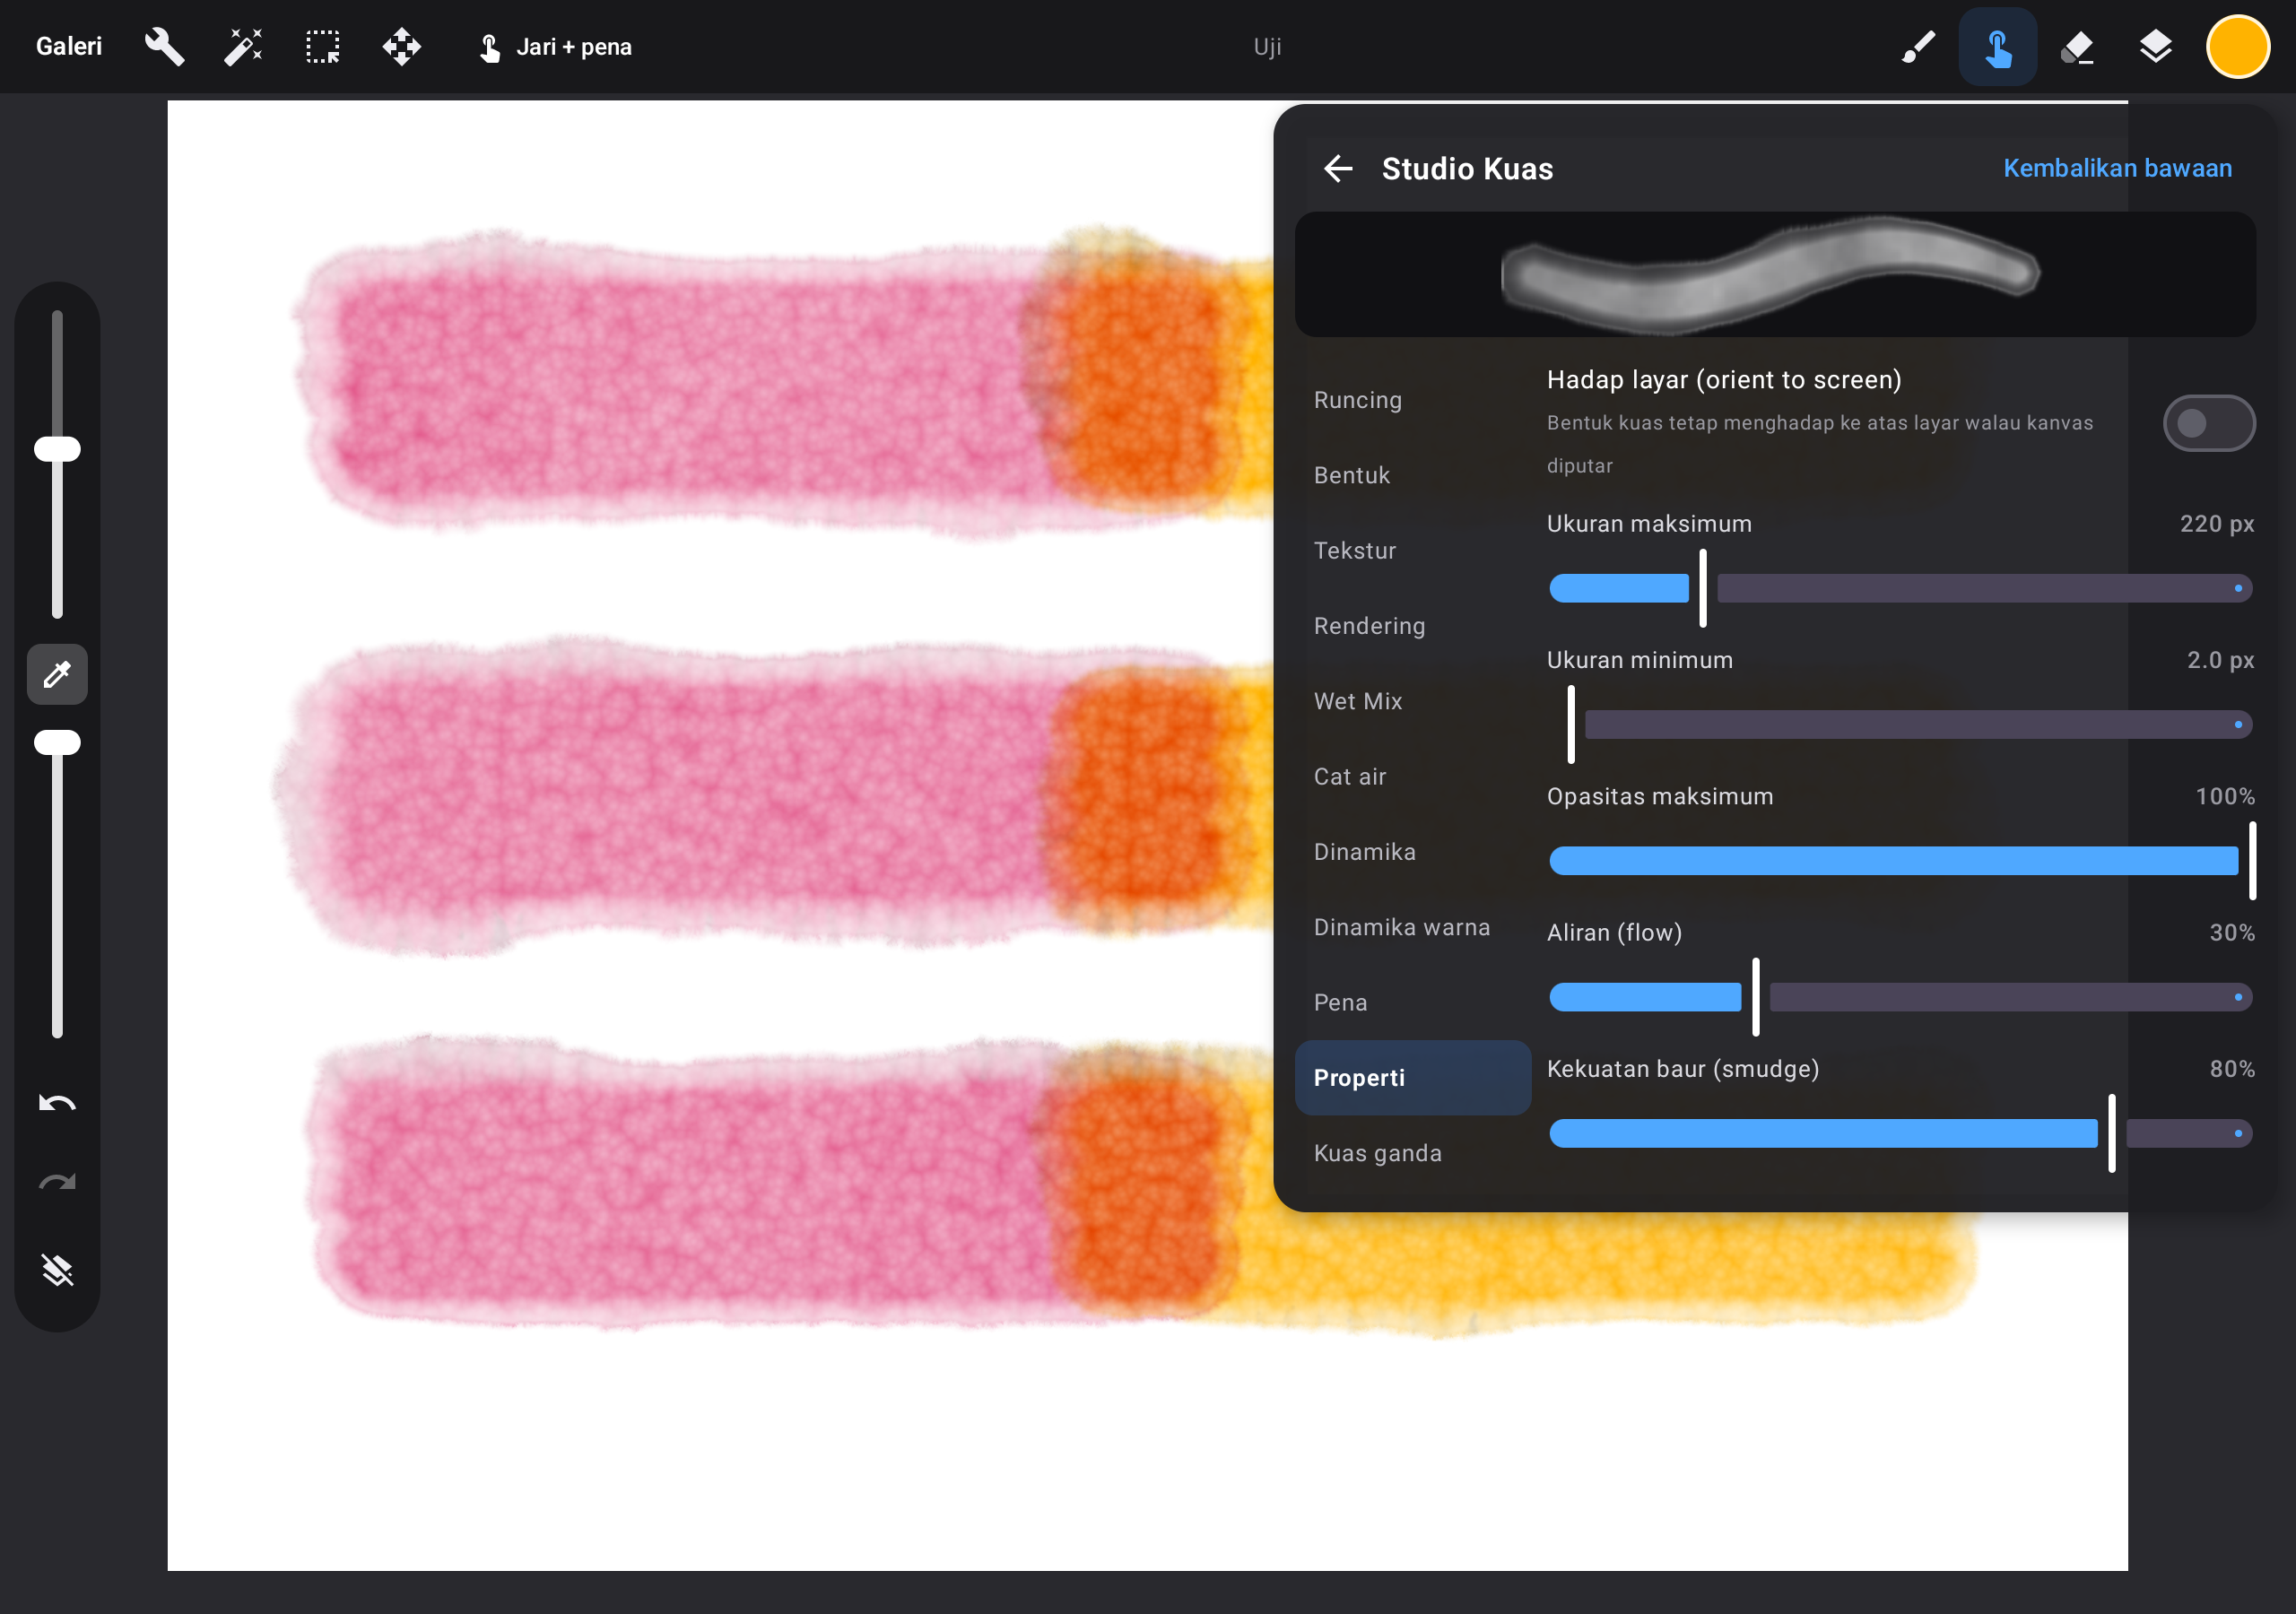 Galeri
Jari + pena
Uji
Studio Kuas
Kembalikan bawaan
Runcing
Bentuk
Tekstur
Rendering
Wet Mix
Cat air
Dinamika
Dinamika warna
Pena
Properti
Kuas ganda
Hadap layar (orient to screen)
Bentuk kuas tetap menghadap ke atas layar walau kanvas
diputar
Ukuran maksimum 220 px
Ukuran minimum 2.0 px
Opasitas maksimum 100%
Aliran (flow) 30%
Kekuatan baur (smudge) 80%